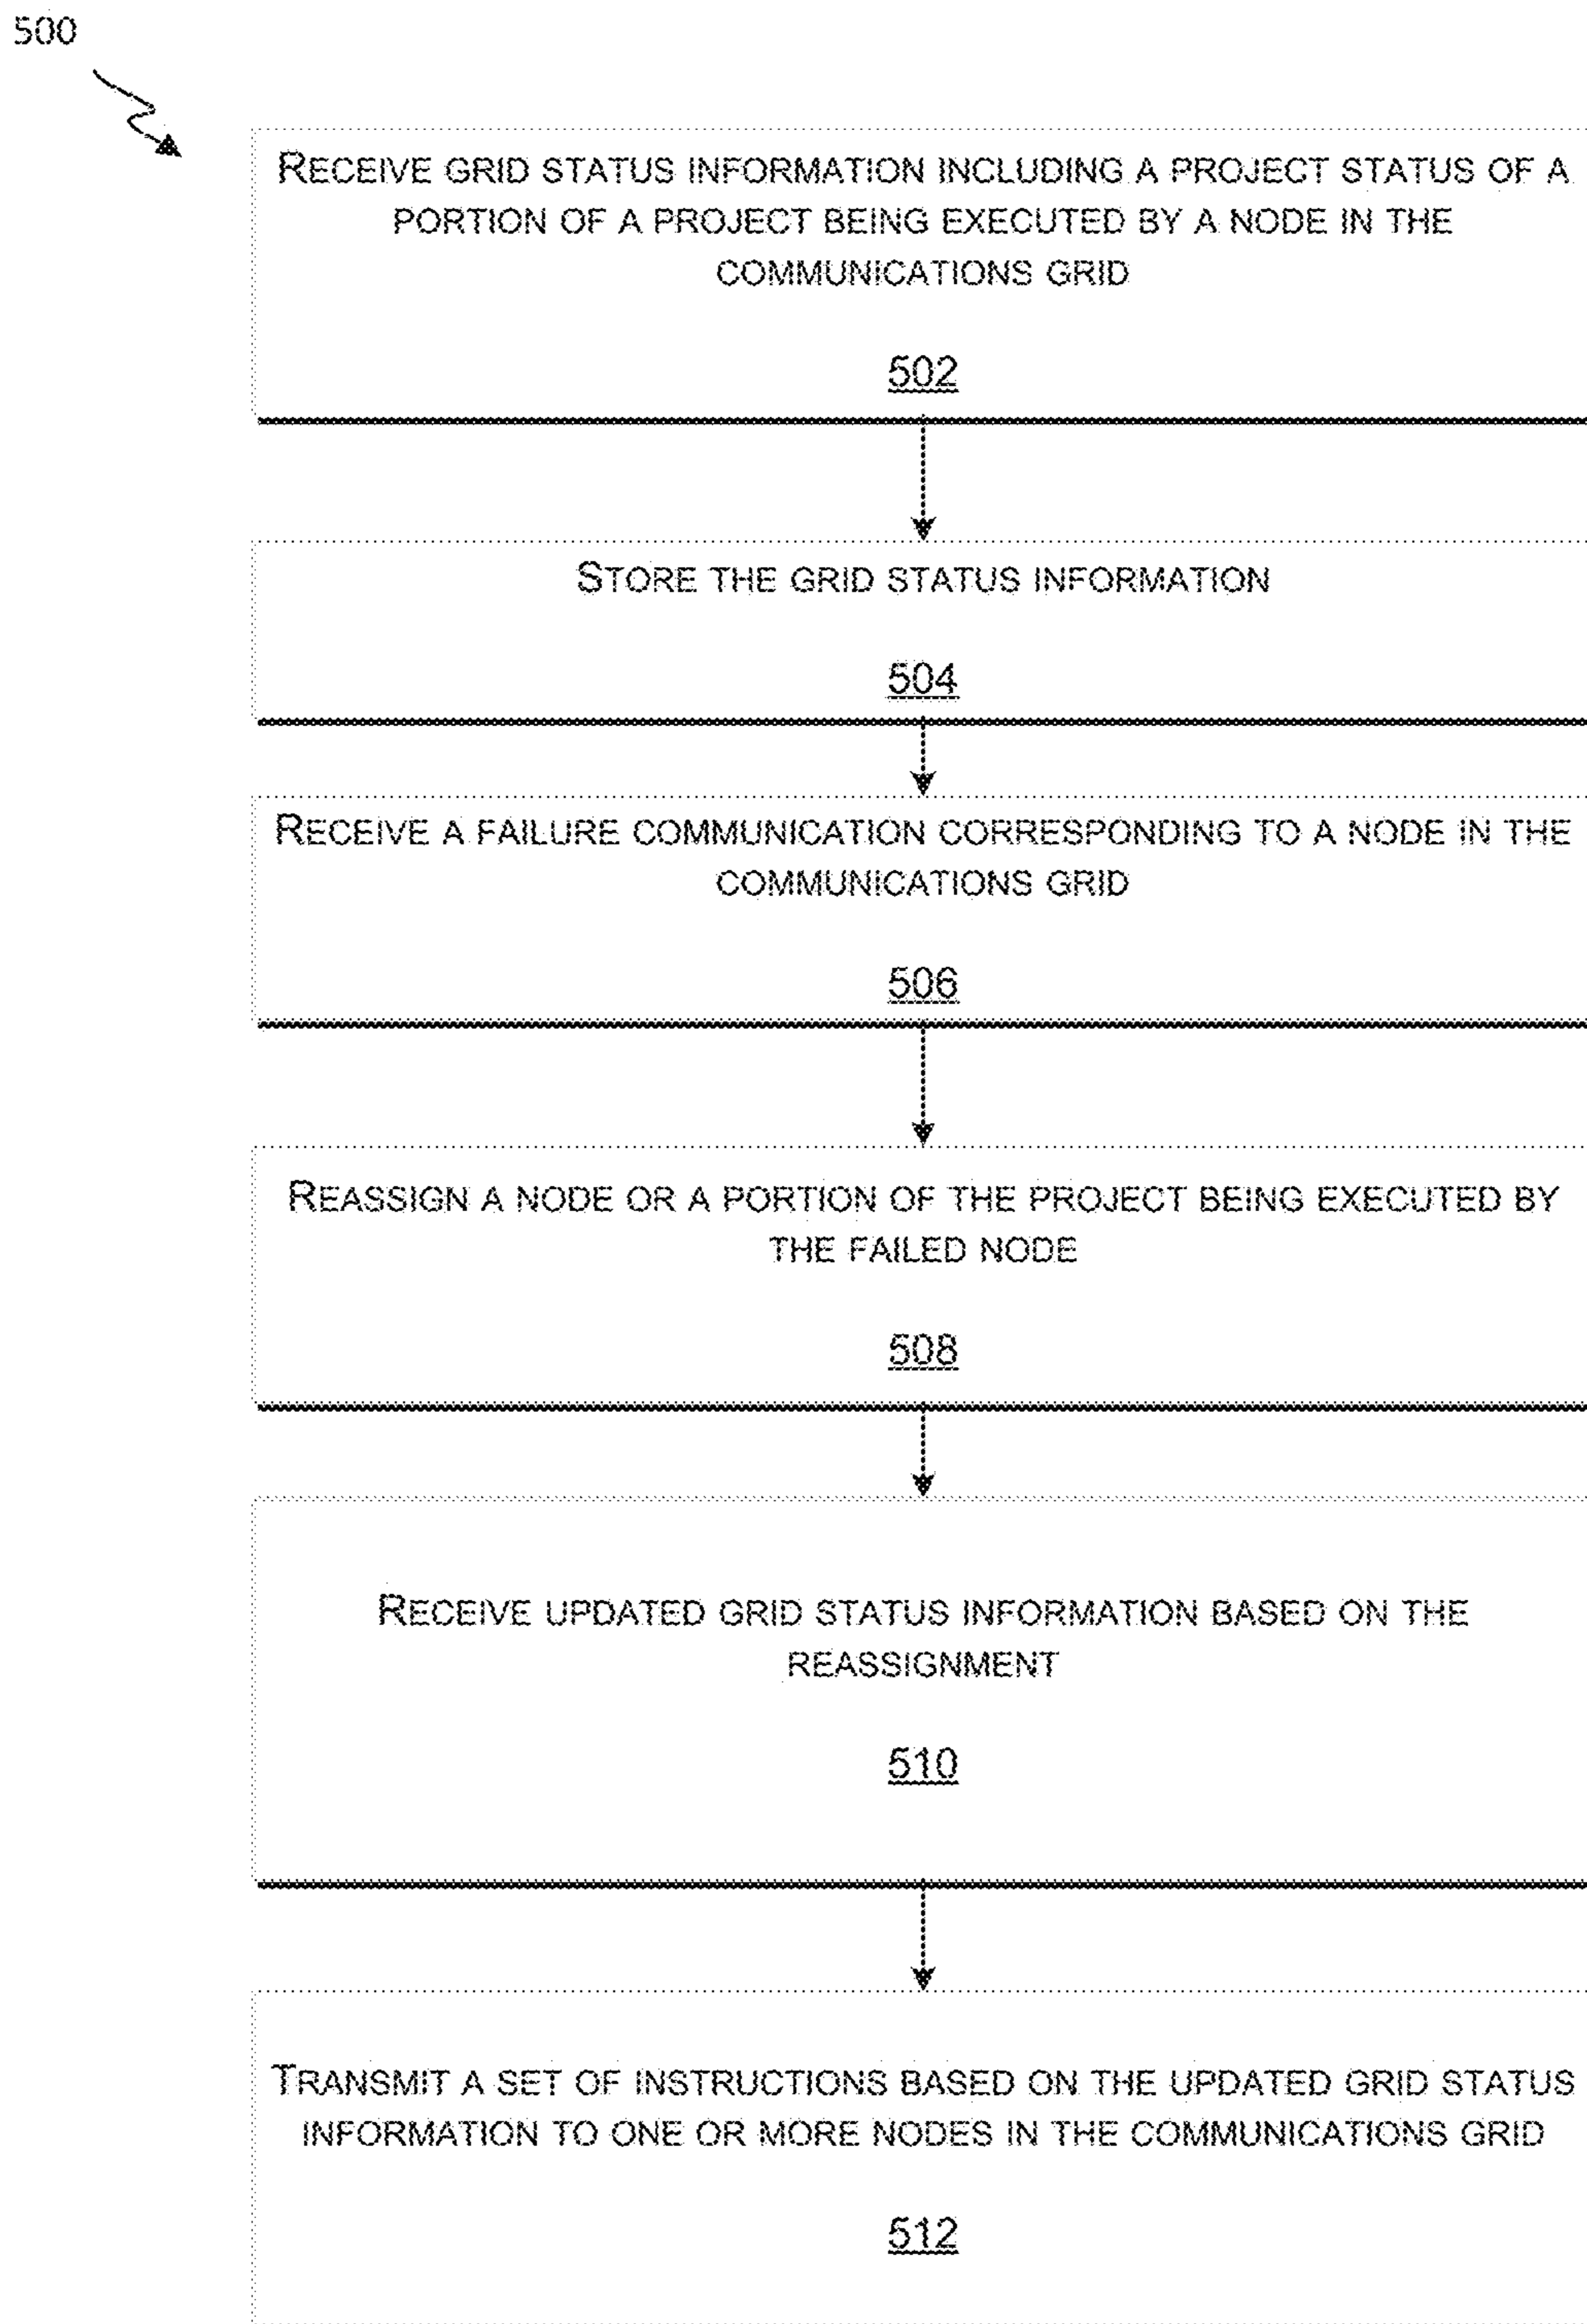 500
RECEIVE GRID STATUS INFORMATION INCLUDING A PROJECT STATUS OF A
PORTION OF A PROJECT BEING EXECUTED BY A NODE IN THE
COMMUNICATIONS GRID
502
STORE THE GRID STATUS INFORMATION
504
RECEIVE A FAILURE COMMUNICATION CORRESPONDING TO A NODE IN THE
COMMUNICATIONS GRID
506
REASSIGN A NODE OR A PORTION OF THE PROJECT BEING EXECUTED BY
THE FAILED NODE
508
RECEIVE UPDATED GRID STATUS INFORMATION BASED ON THE
REASSIGNMENT
510
TRANSMIT A SET OF INSTRUCTIONS BASED ON THE UPDATED GRID STATUS
INFORMATION TO ONE OR MORE NODES IN THE COMMUNICATIONS GRID
512